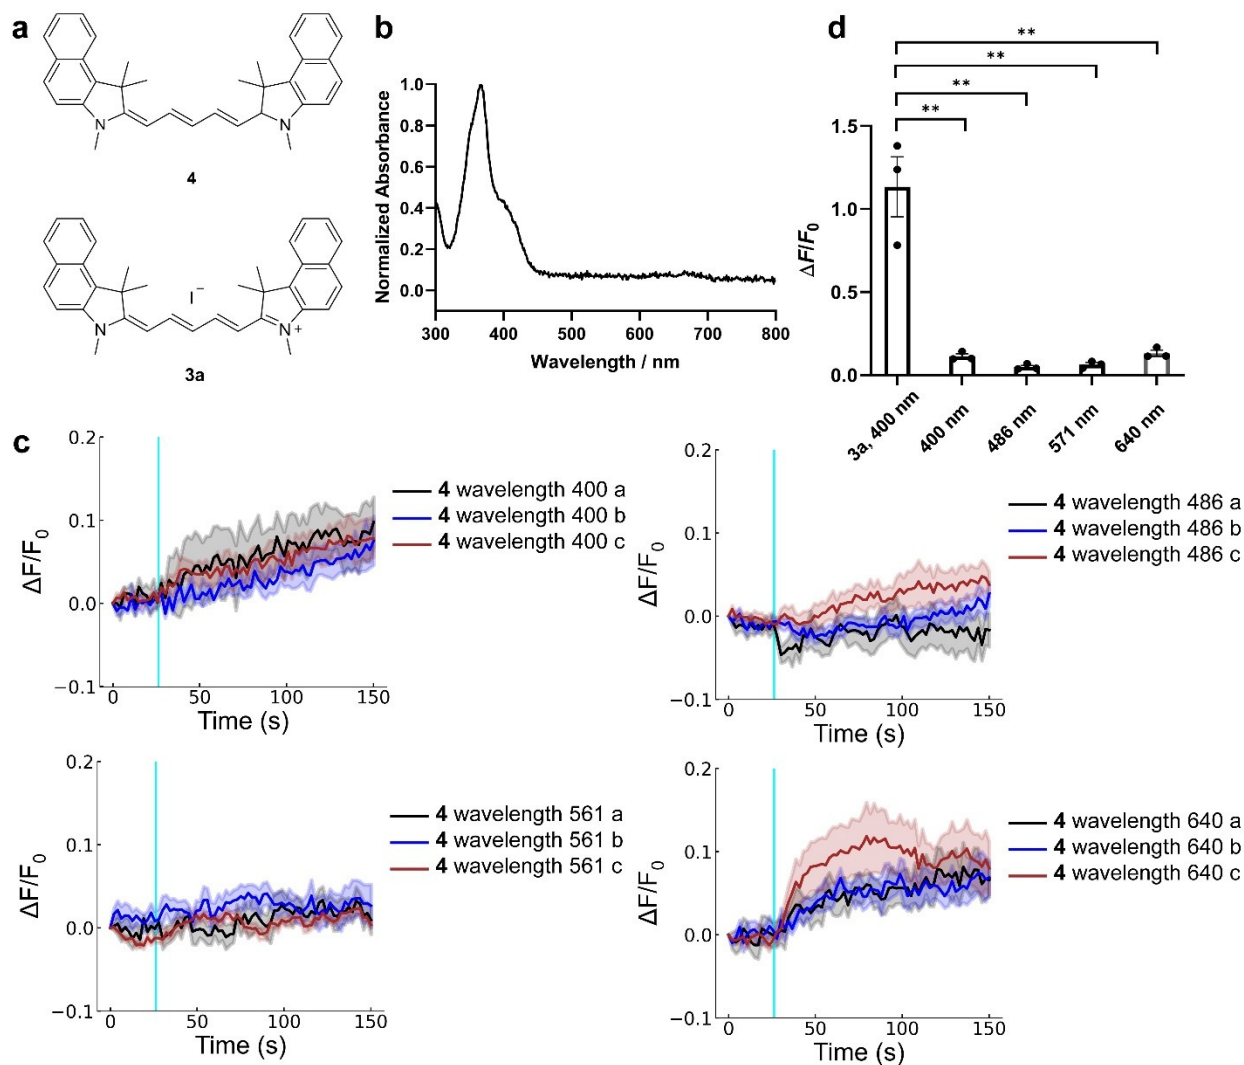 a
N
N
4
I⁻
N
N⁺
3a
b
Normalized Absorbance
1.0
0.8
0.6
0.4
0.2
0.0
300 400 500 600 700 800
Wavelength / nm
d
**
**
**
**
ΔF/F₀
1.5
1.0
0.5
0.0
3a, 400 nm
400 nm
486 nm
571 nm
640 nm
c
ΔF/F₀
0.2
0.1
0.0
−0.1
0 50 100 150
Time (s)
4 wavelength 400 a
4 wavelength 400 b
4 wavelength 400 c
ΔF/F₀
0.2
0.1
0.0
−0.1
0 50 100 150
Time (s)
4 wavelength 486 a
4 wavelength 486 b
4 wavelength 486 c
ΔF/F₀
0.2
0.1
0.0
−0.1
0 50 100 150
Time (s)
4 wavelength 561 a
4 wavelength 561 b
4 wavelength 561 c
ΔF/F₀
0.2
0.1
0.0
−0.1
0 50 100 150
Time (s)
4 wavelength 640 a
4 wavelength 640 b
4 wavelength 640 c